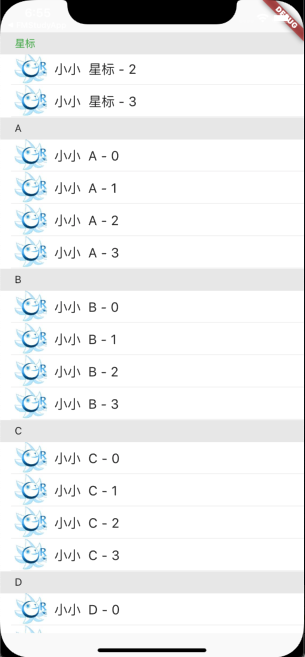 DEBUG
星标
小小 星标 - 2
小小 星标 - 3
A
小小 A - 0
小小 A - 1
小小 A - 2
小小 A - 3
B
小小 B - 0
小小 B - 1
小小 B - 2
小小 B - 3
C
小小 C - 0
小小 C - 1
小小 C - 2
小小 C - 3
D
小小 D - 0